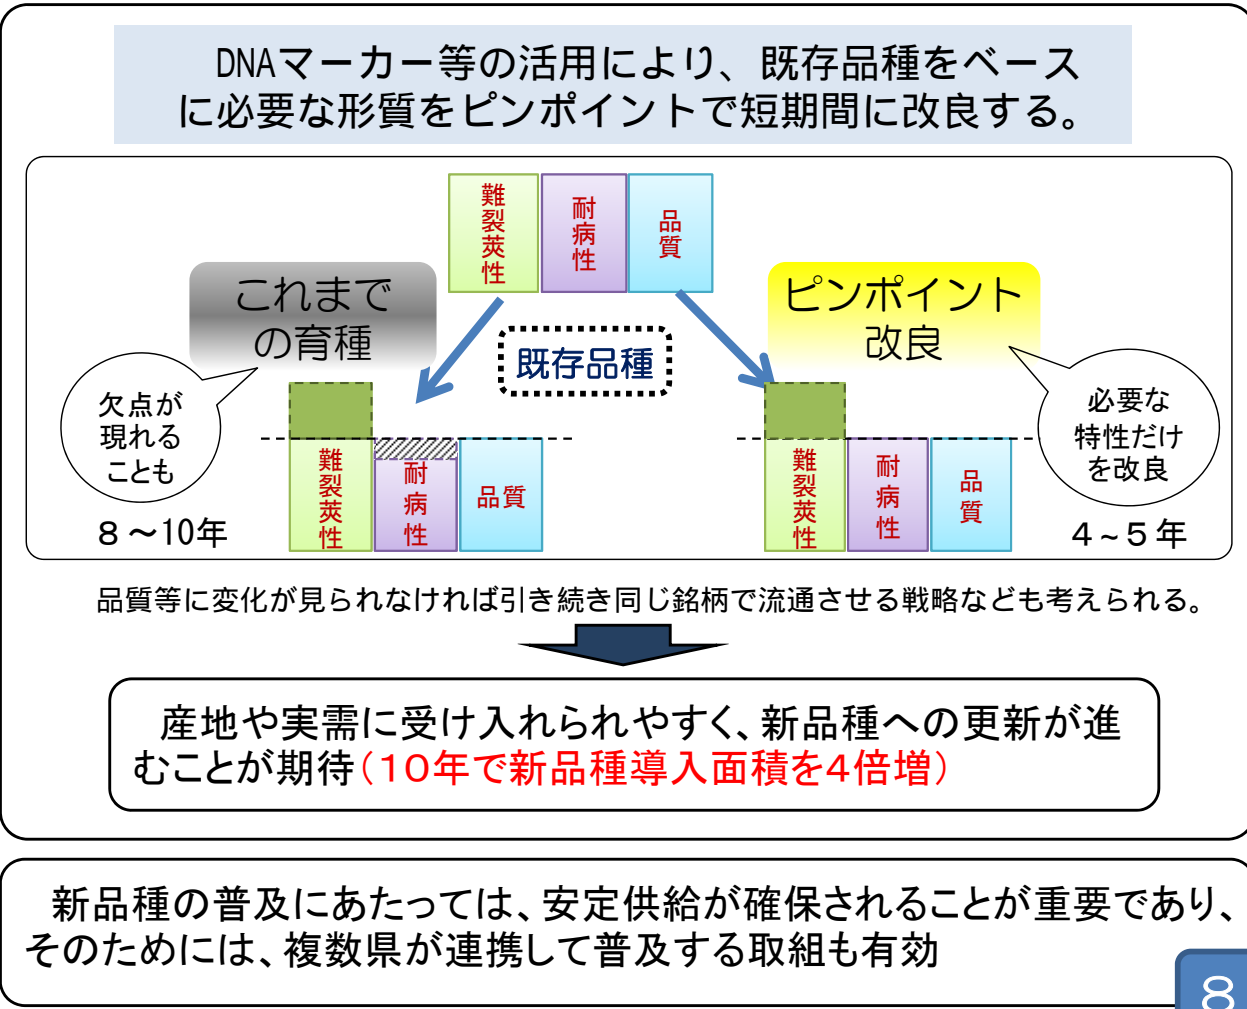 DNAマーカー等の活用により、既存品種をベース
に必要な形質をピンポイントで短期間に改良する。
難裂莢性
耐病性
品質
これまで
の育種
ピンポイント
改良
既存品種
欠点が
現れる
ことも
必要な
特性だけ
を改良
難裂莢性
耐病性
品質
難裂莢性
耐病性
品質
8～10年
4~5年
品質等に変化が見られなければ引き続き同じ銘柄で流通させる戦略なども考えられる。
産地や実需に受け入れられやすく、新品種への更新が進
むことが期待(10年で新品種導入面積を4倍増)
新品種の普及にあたっては、安定供給が確保されることが重要であり、
そのためには、複数県が連携して普及する取組も有効
8